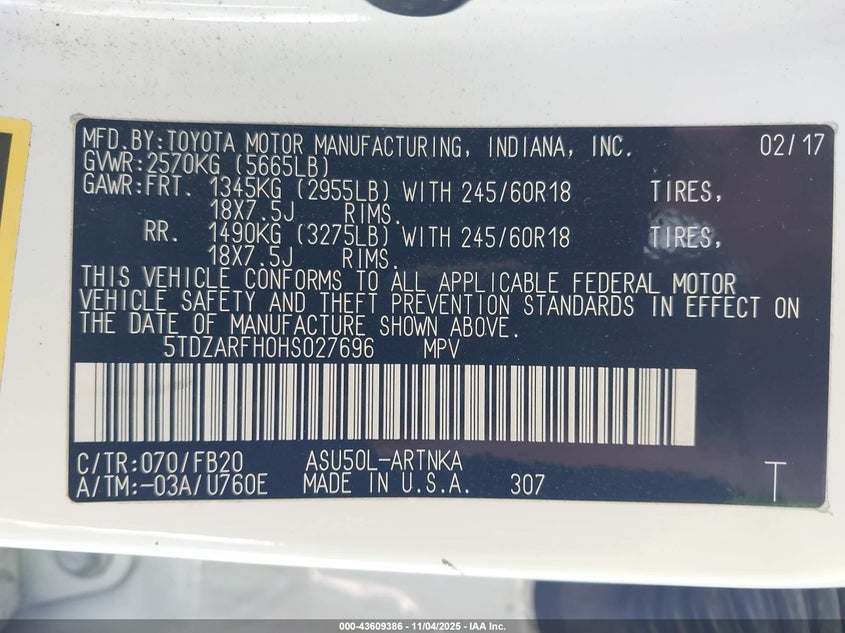 MFD.BY:TOYOTA MOTOR MANUFACTURING, INDIANA, INC. 02/17
GVWR:2570KG (5665LB)
GAWR:FRT. 1345KG (2955LB) WITH 245/60R18 TIRES,
18X7.5J RIMS.
RR. 1490KG (3275LB) WITH 245/60R18 TIRES,
18X7.5J RIMS.
THIS VEHICLE CONFORMS TO ALL APPLICABLE FEDERAL MOTOR
VEHICLE SAFETY AND THEFT PREVENTION STANDARDS IN EFFECT ON
THE DATE OF MANUFACTURE SHOWN ABOVE.
5TDZARFH0HS027696 MPV
C/TR:070/FB20 ASU50L-ARTNKA
A/TM:-03A/U760E MADE IN U.S.A. 307 T
000-43609386 - 11/04/2025 - IAA Inc.